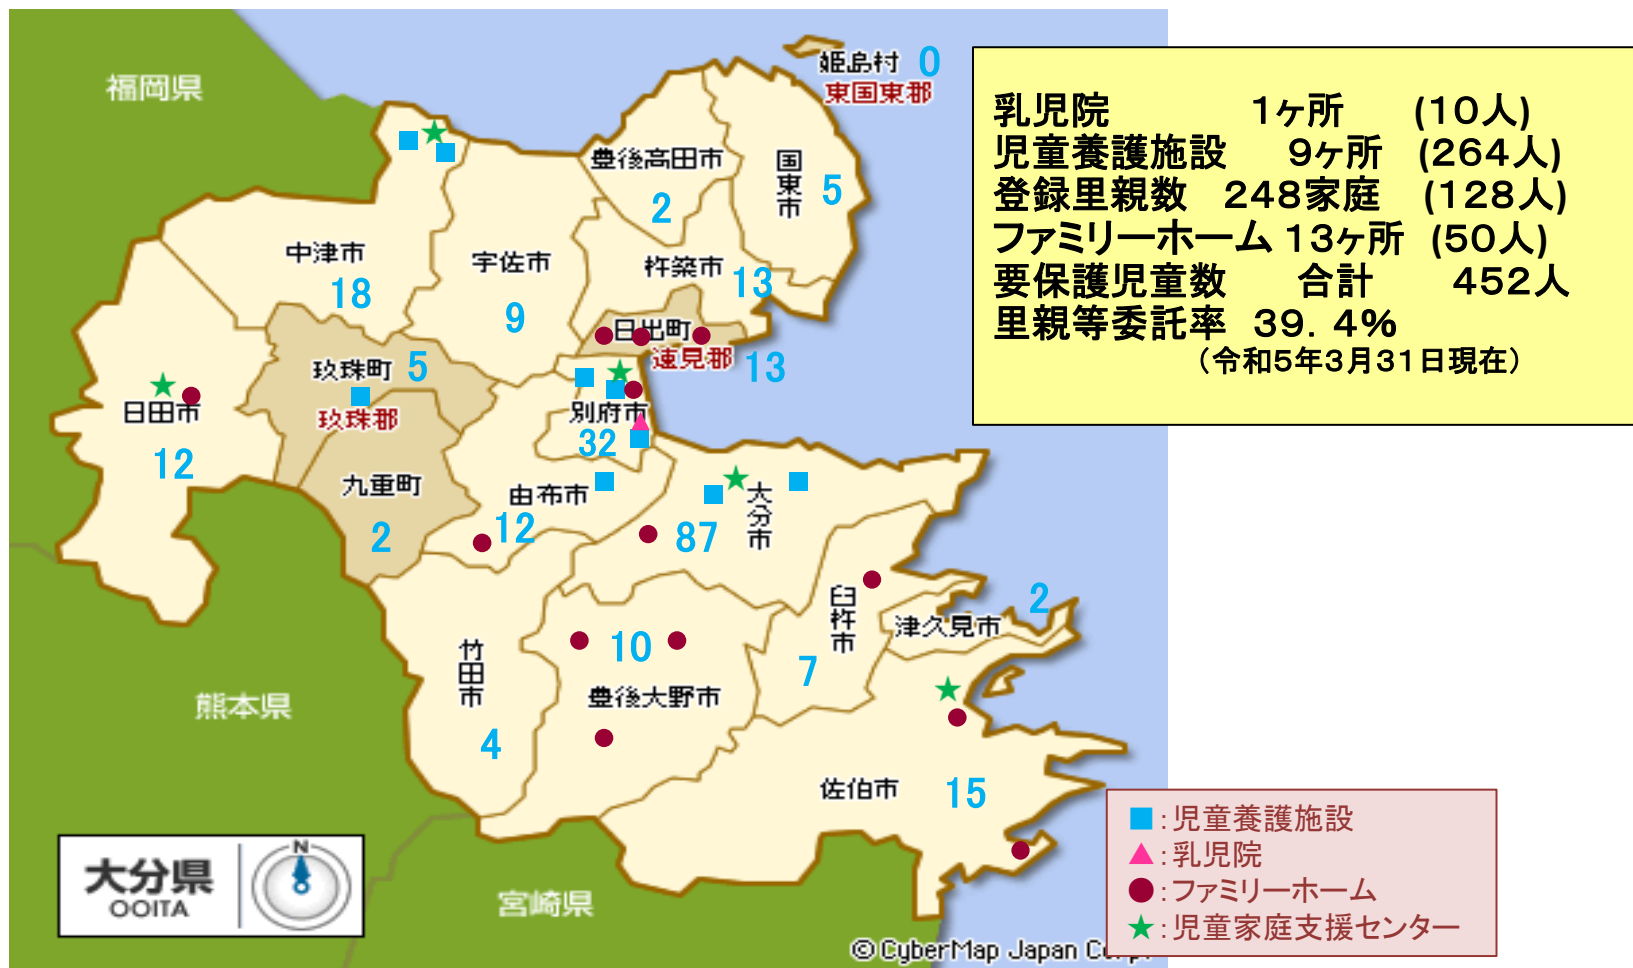 福岡県
姫島村 0
東国東郡
乳児院 1ヶ所 (10人)
児童養護施設 9ヶ所 (264人)
登録里親数 248家庭 (128人)
ファミリーホーム 13ヶ所 (50人)
要保護児童数 合計 452人
里親等委託率 39．4%
（令和5年3月31日現在）
豊後高田市
2
国東市
5
中津市
18
宇佐市
9
杵築市
13
日出町
速見郡
13
玖珠町 5
玖珠郡
日田市
12
別府市
32
九重町
2
由布市
12
大分市
87
臼杵市
7
津久見市
2
竹田市
4
10
豊後大野市
佐伯市
15
熊本県
宮崎県
大分県
OOITA
N
■：児童養護施設
▲：乳児院
●：ファミリーホーム
★：児童家庭支援センター
© CyberMap Japan